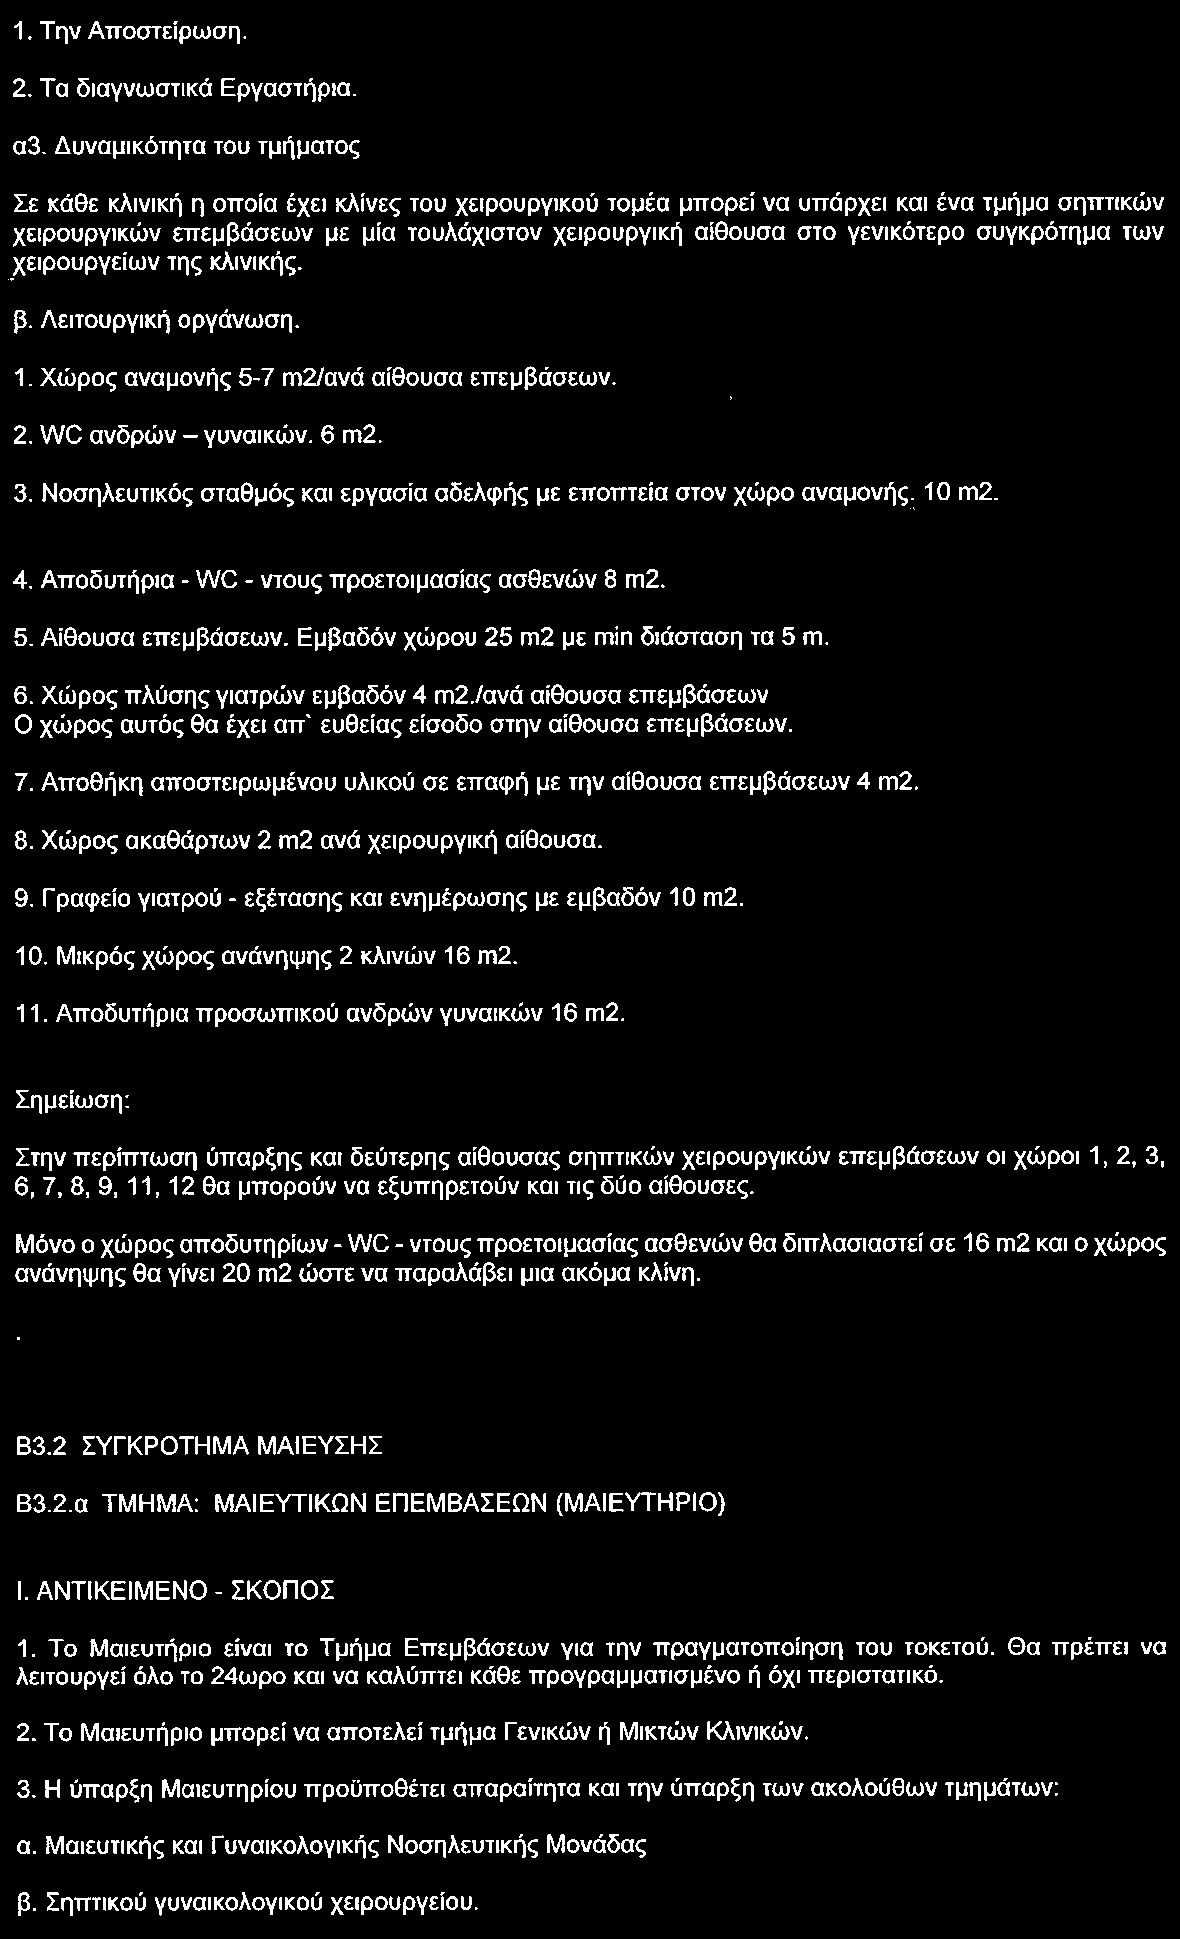 1. Την Αποστείρωση.
2. Τα διαγνωστικά Εργαστήρια.
α3. Δυναμικότητα του τμήματος
Σε κάθε κλινική η οποία έχει κλίνες του χειρουργικού τομέα μπορεί να υπάρχει και ένα τμήμα σηπτικών
χειρουργικών επεμβάσεων με μία τουλάχιστον χειρουργική αίθουσα στο γενικότερο συγκρότημα των
χειρουργείων της κλινικής.
β. Λειτουργική οργάνωση.
1. Χώρος αναμονής 5-7 m2/ανά αίθουσα επεμβάσεων.
2. WC ανδρών – γυναικών. 6 m2.
3. Νοσηλευτικός σταθμός και εργασία αδελφής με εποπτεία στον χώρο αναμονής. 10 m2.
4. Αποδυτήρια - WC - ντους προετοιμασίας ασθενών 8 m2.
5. Αίθουσα επεμβάσεων. Εμβαδόν χώρου 25 m2 με min διάσταση τα 5 m.
6. Χώρος πλύσης γιατρών εμβαδόν 4 m2./ανά αίθουσα επεμβάσεων
Ο χώρος αυτός θα έχει απ` ευθείας είσοδο στην αίθουσα επεμβάσεων.
7. Αποθήκη αποστειρωμένου υλικού σε επαφή με την αίθουσα επεμβάσεων 4 m2.
8. Χώρος ακαθάρτων 2 m2 ανά χειρουργική αίθουσα.
9. Γραφείο γιατρού - εξέτασης και ενημέρωσης με εμβαδόν 10 m2.
10. Μικρός χώρος ανάνηψης 2 κλινών 16 m2.
11. Αποδυτήρια προσωπικού ανδρών γυναικών 16 m2.
Σημείωση:
Στην περίπτωση ύπαρξης και δεύτερης αίθουσας σηπτικών χειρουργικών επεμβάσεων οι χώροι 1, 2, 3,
6, 7, 8, 9, 11, 12 θα μπορούν να εξυπηρετούν και τις δύο αίθουσες.
Μόνο ο χώρος αποδυτηρίων - WC - ντους προετοιμασίας ασθενών θα διπλασιαστεί σε 16 m2 και ο χώρος
ανάνηψης θα γίνει 20 m2 ώστε να παραλάβει μια ακόμα κλίνη.
.
Β3.2 ΣΥΓΚΡΟΤΗΜΑ ΜΑΙΕΥΣΗΣ
Β3.2.α ΤΜΗΜΑ: ΜΑΙΕΥΤΙΚΩΝ ΕΠΕΜΒΑΣΕΩΝ (ΜΑΙΕΥΤΗΡΙΟ)
Ι. ΑΝΤΙΚΕΙΜΕΝΟ - ΣΚΟΠΟΣ
1. Το Μαιευτήριο είναι το Τμήμα Επεμβάσεων για την πραγματοποίηση του τοκετού. Θα πρέπει να
λειτουργεί όλο το 24ωρο και να καλύπτει κάθε προγραμματισμένο ή όχι περιστατικό.
2. Το Μαιευτήριο μπορεί να αποτελεί τμήμα Γενικών ή Μικτών Κλινικών.
3. Η ύπαρξη Μαιευτηρίου προϋποθέτει απαραίτητα και την ύπαρξη των ακολούθων τμημάτων:
α. Μαιευτικής και Γυναικολογικής Νοσηλευτικής Μονάδας
β. Σηπτικού γυναικολογικού χειρουργείου.